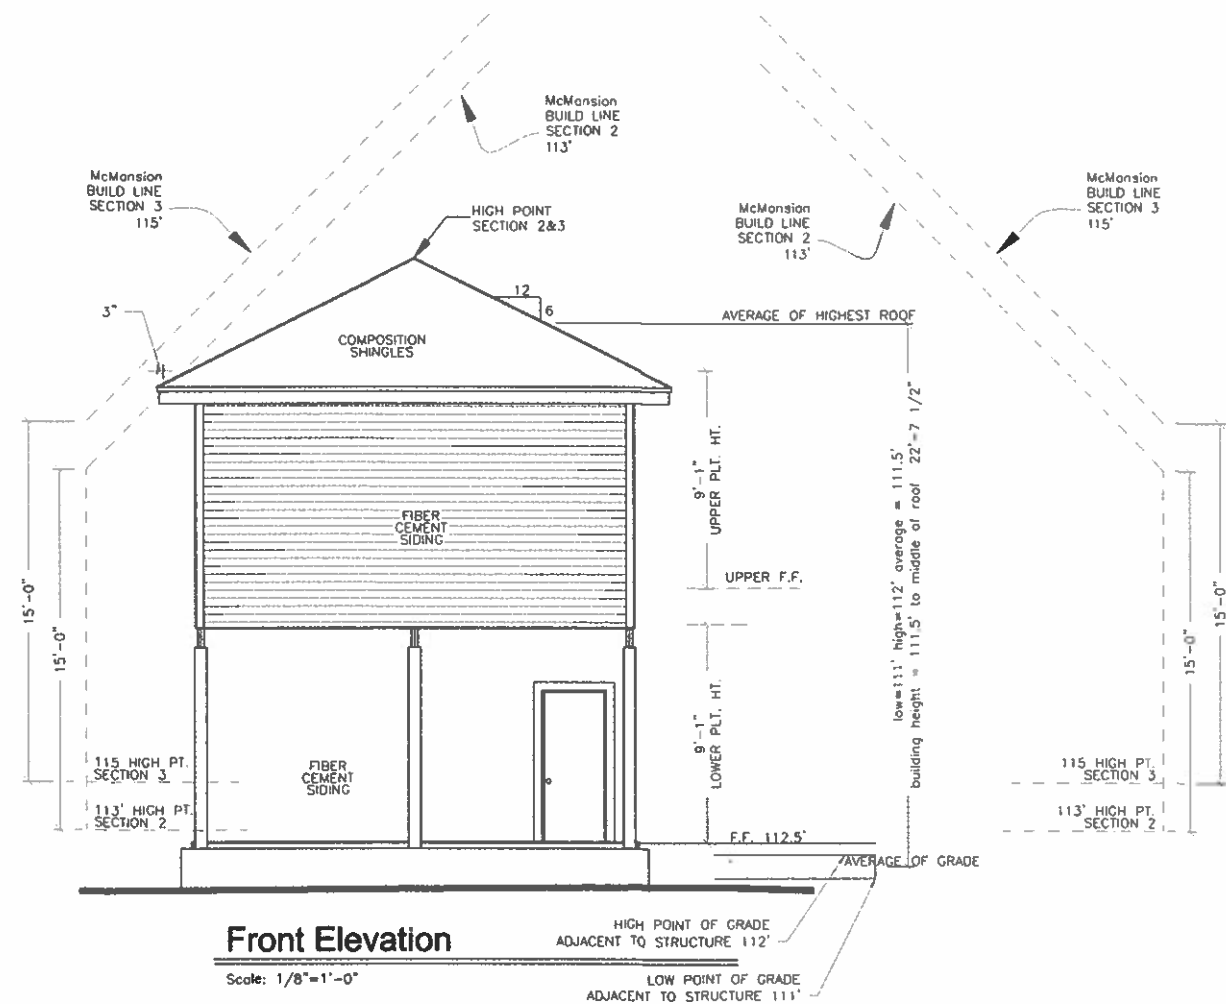 McMansion
BUILD LINE
SECTION 2
113'
McMansion
BUILD LINE
SECTION 3
115'
HIGH POINT
SECTION 2&3
McMansion
BUILD LINE
SECTION 2
113'
McMansion
BUILD LINE
SECTION 3
115'
12
6
3"
AVERAGE OF HIGHEST ROOF
COMPOSITION
SHINGLES
9'-1"
UPPER PLT. HT.
FIBER
CEMENT
SIDING
UPPER F.F.
low=111' high=112' average = 111.5'
building height = 111.5' to middle of roof 22'-7 1/2"
15'-0"
15'-0"
15'-0"
15'-0"
9'-1"
LOWER PLT. HT.
FIBER
CEMENT
SIDING
115 HIGH PT.
SECTION 3
113' HIGH PT.
SECTION 2
115 HIGH PT.
SECTION 3
113' HIGH PT.
SECTION 2
F.F. 112.5'
AVERAGE OF GRADE
Front Elevation
Scale: 1/8"=1'-0"
HIGH POINT OF GRADE
ADJACENT TO STRUCTURE 112'
LOW POINT OF GRADE
ADJACENT TO STRUCTURE 111'